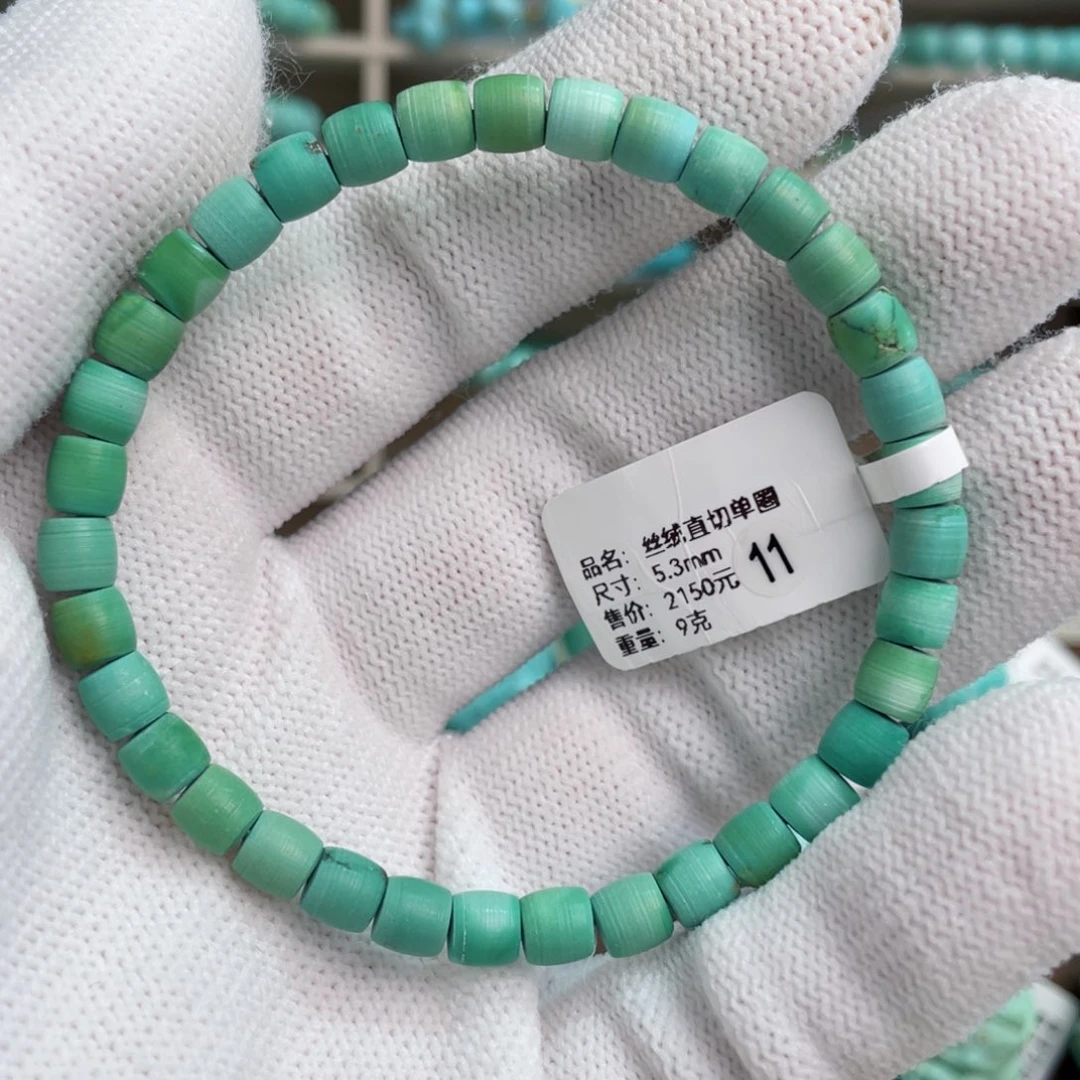 品名: 丝绒直切单圈
尺寸: 5.3mm
售价: 2150元
重量: 9克
11